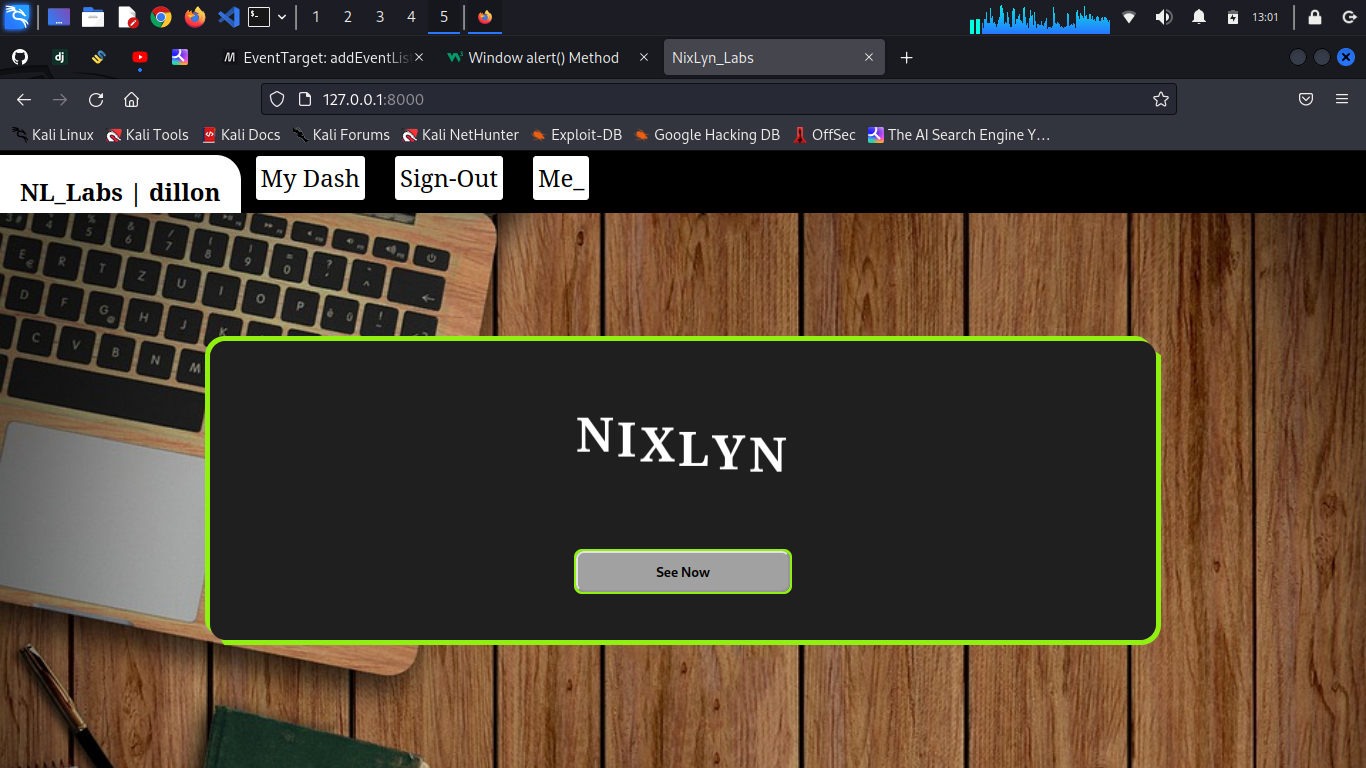 1 2 3 4 5 13:01
EventTarget: addEventLis
Window alert() Method
NixLyn_Labs
127.0.0.1:8000
Kali Linux Kali Tools Kali Docs Kali Forums Kali NetHunter Exploit-DB Google Hacking DB OffSec The AI Search Engine Y…
NL_Labs | dillon My Dash Sign-Out Me_
NIXLYN
See Now